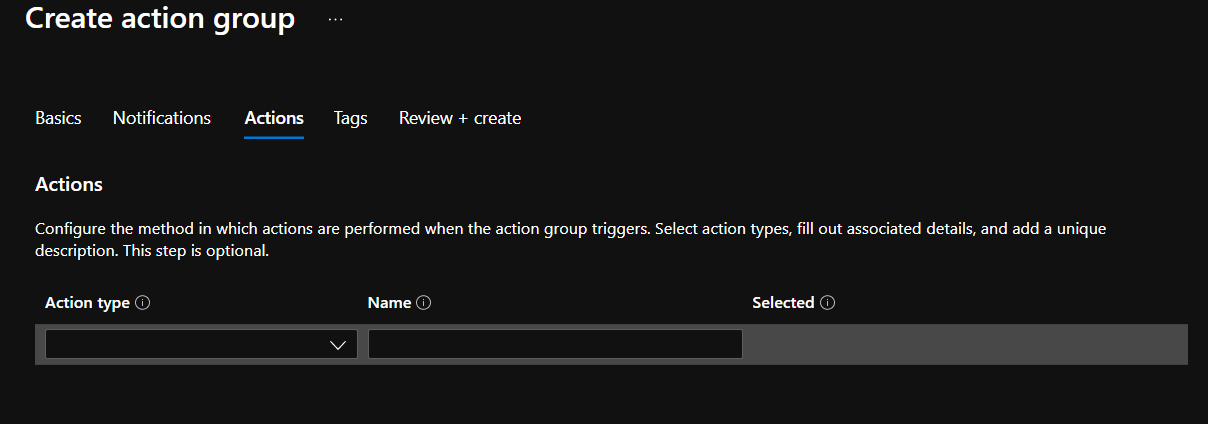 Create action group ...
Basics Notifications Actions Tags Review + create
Actions
Configure the method in which actions are performed when the action group triggers. Select action types, fill out associated details, and add a unique
description. This step is optional.
Action type Name Selected